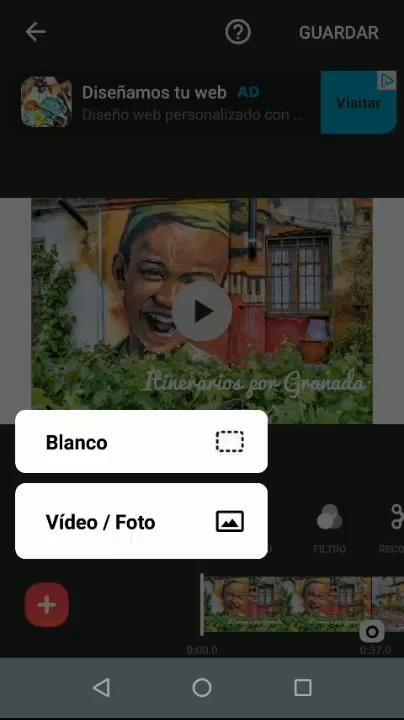 GUARDAR
Diseñamos tu web AD
Diseño web personalizado con ...
Visitar
Itinerarios por Granada
Blanco
Vídeo / Foto
FILTRO
RECO
0:00.0
0:37.0